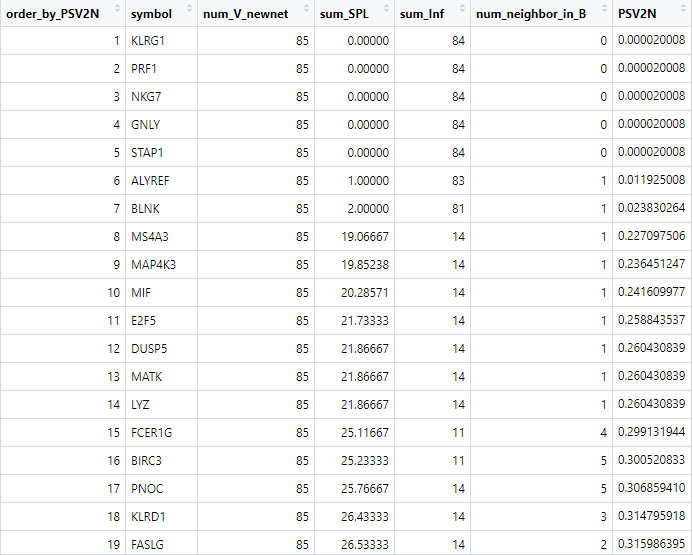 order_by_PSV2N symbol num_V_newnet sum_SPL sum_Inf num_neighbor_in_B PSV2N
1 KLRG1 85 0.00000 84 0 0.000020008
2 PRF1 85 0.00000 84 0 0.000020008
3 NKG7 85 0.00000 84 0 0.000020008
4 GNLY 85 0.00000 84 0 0.000020008
5 STAP1 85 0.00000 84 0 0.000020008
6 ALYREF 85 1.00000 83 1 0.011925008
7 BLNK 85 2.00000 81 1 0.023830264
8 MS4A3 85 19.06667 14 1 0.227097506
9 MAP4K3 85 19.85238 14 1 0.236451247
10 MIF 85 20.28571 14 1 0.241609977
11 E2F5 85 21.73333 14 1 0.258843537
12 DUSP5 85 21.86667 14 1 0.260430839
13 MATK 85 21.86667 14 1 0.260430839
14 LYZ 85 21.86667 14 1 0.260430839
15 FCER1G 85 25.11667 11 4 0.299131944
16 BIRC3 85 25.23333 11 5 0.300520833
17 PNOC 85 25.76667 14 5 0.306859410
18 KLRD1 85 26.43333 14 3 0.314795918
19 FASLG 85 26.53333 14 2 0.315986395